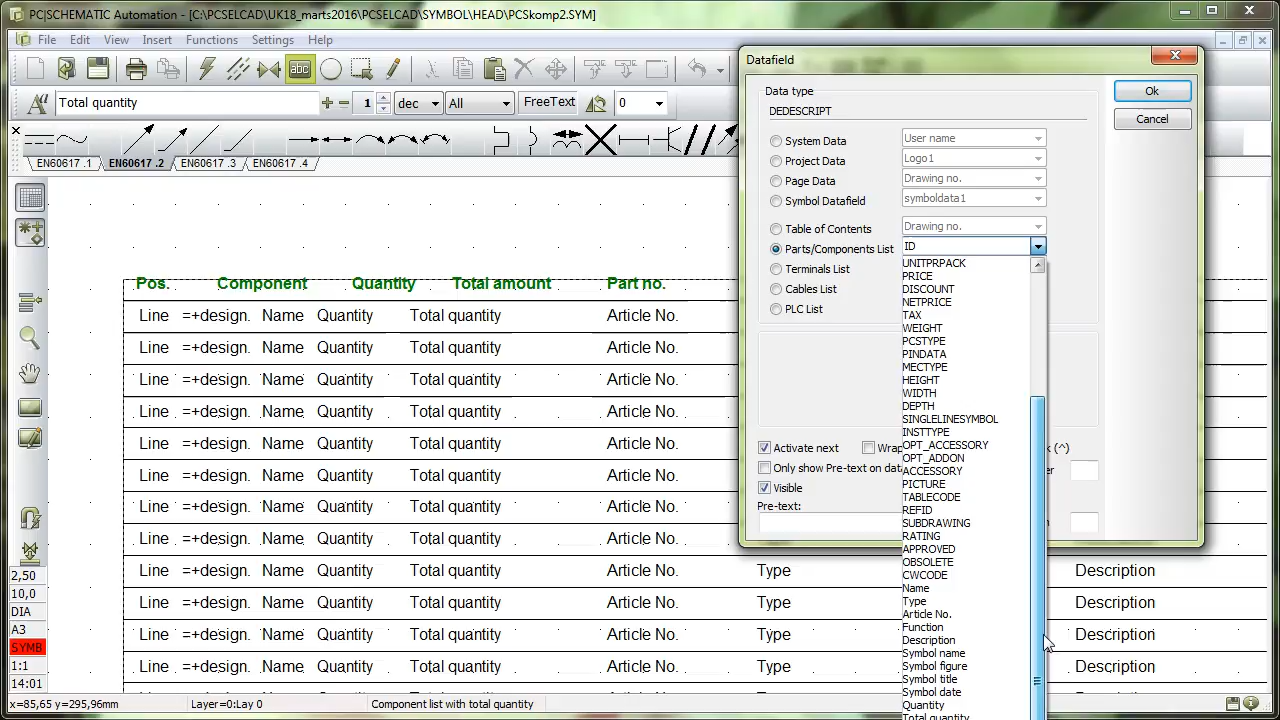 PC|SCHEMATIC Automation - [C:\PCSELCAD\UK18_marts2016\PCSELCAD\SYMBOL\HEAD\PCSkomp2.SYM]
File Edit View Insert Functions Settings Help
abc
Total quantity 1 dec All FreeText 0
EN60617 .1 EN60617 .2 EN60617 .3 EN60617 .4
Pos. Component Quantity Total amount Part no.
Line =+design. Name Quantity Total quantity Article No.
Line =+design. Name Quantity Total quantity Article No.
Line =+design. Name Quantity Total quantity Article No.
Line =+design. Name Quantity Total quantity Article No.
Line =+design. Name Quantity Total quantity Article No.
Line =+design. Name Quantity Total quantity Article No.
Line =+design. Name Quantity Total quantity Article No.
Line =+design. Name Quantity Total quantity Article No.
Line =+design. Name Quantity Total quantity Article No. Type Description
Line =+design. Name Quantity Total quantity Article No. Type Description
Line =+design. Name Quantity Total quantity Article No. Type Description
Line =+design. Name Quantity Total quantity Article No. Type Description
2,50
10,0
DIA
A3
SYMB
1:1
14:01
x=85,65 y=295,96mm Layer=0:Lay 0 Component list with total quantity
Datafield
Data type
DEDESCRIPT
System Data User name
Project Data Logo1
Page Data Drawing no.
Symbol Datafield symboldata1
Table of Contents Drawing no.
Parts/Components List ID
Terminals List
Cables List
PLC List
Activate next Wrap (^)
Only show Pre-text on dat
Visible
Pre-text:
Ok
Cancel
UNITPRPACK
PRICE
DISCOUNT
NETPRICE
TAX
WEIGHT
PCSTYPE
PINDATA
MECTYPE
HEIGHT
WIDTH
DEPTH
SINGLELINESYMBOL
INSTTYPE
OPT_ACCESSORY
OPT_ADDON
ACCESSORY
PICTURE
TABLECODE
REFID
SUBDRAWING
RATING
APPROVED
OBSOLETE
CWCODE
Name
Type
Article No.
Function
Description
Symbol name
Symbol figure
Symbol title
Symbol date
Quantity
Total quantity